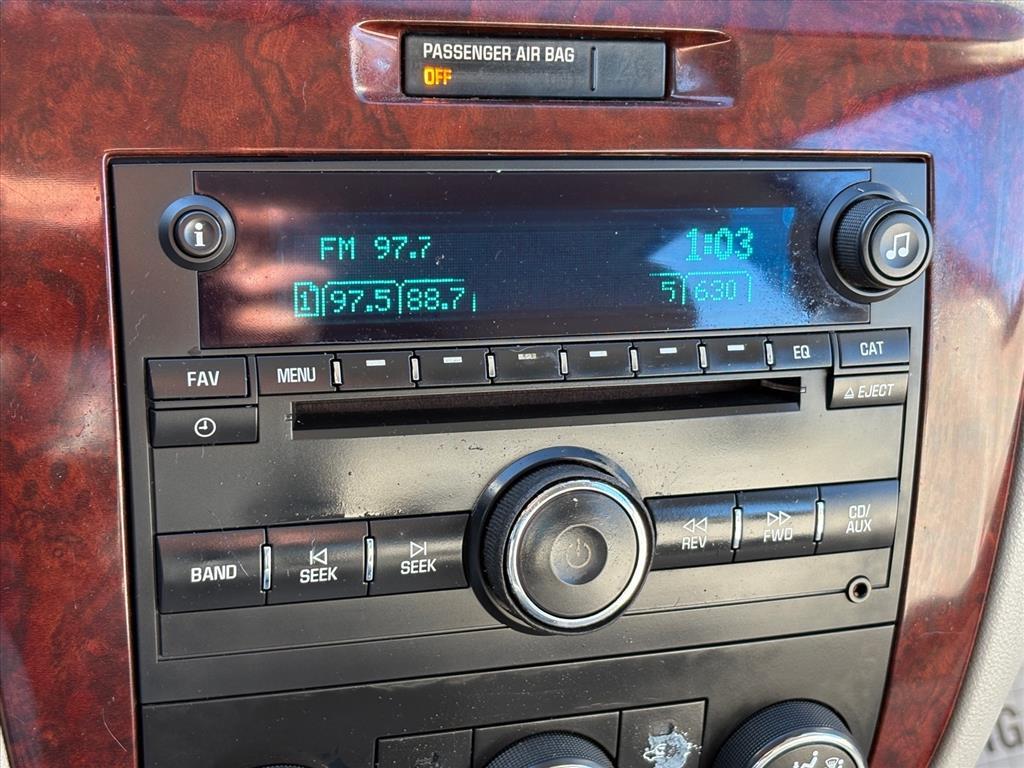 PASSENGER AIR BAG
OFF
i
FM 97.7 1:03
1 97.5 88.7 5 630
FAV MENU EQ CAT
EJECT
BAND SEEK SEEK REV FWD CD/
AUX